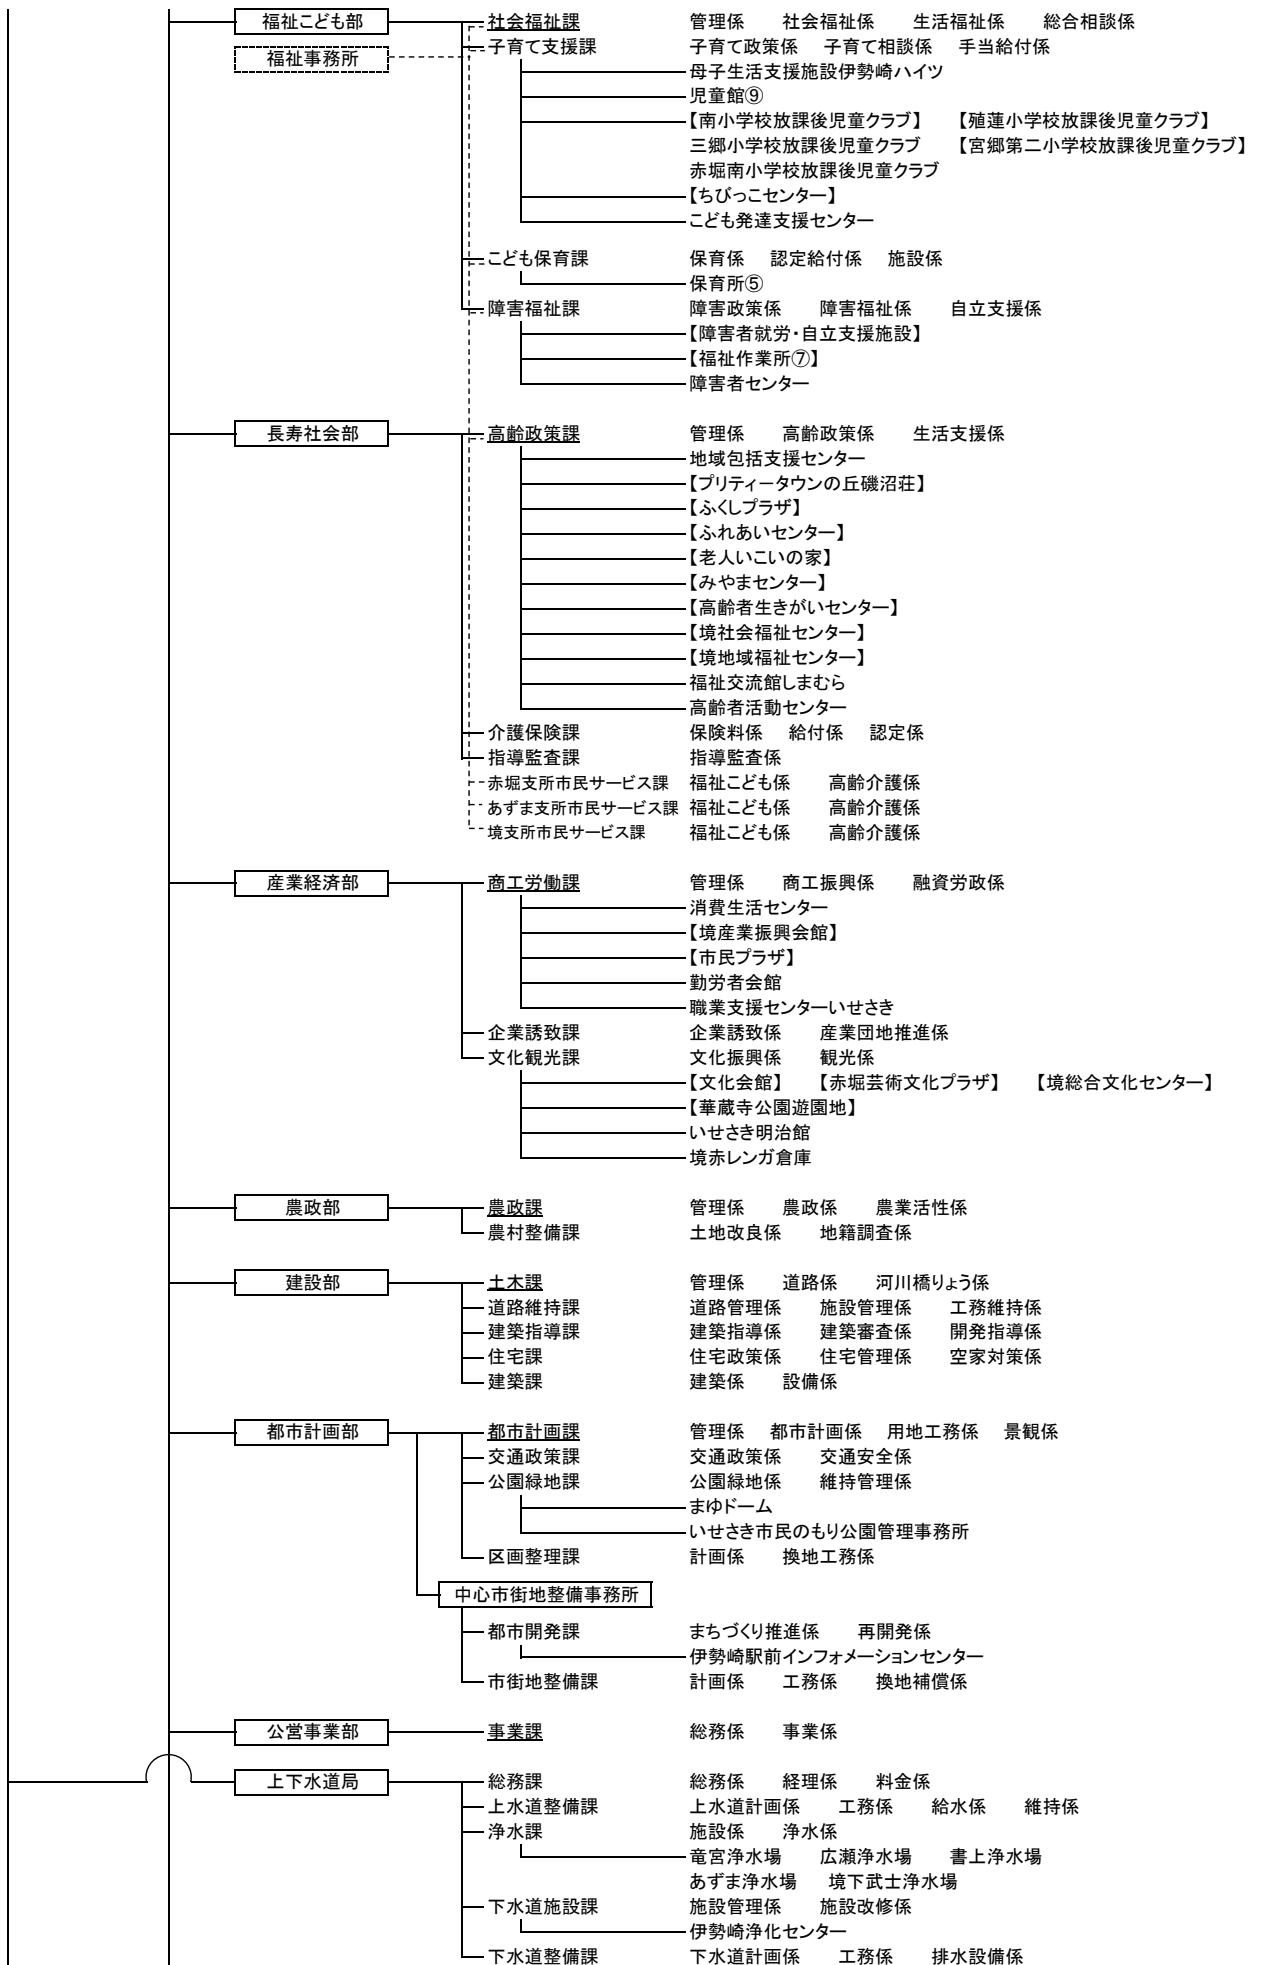 福祉こども部 社会福祉課 管理係 社会福祉係 生活福祉係 総合相談係
子育て支援課 子育て政策係 子育て相談係 手当給付係
福祉事務所
母子生活支援施設伊勢崎ハイツ
児童館⑨
【南小学校放課後児童クラブ】 【殖蓮小学校放課後児童クラブ】
三郷小学校放課後児童クラブ 【宮郷第二小学校放課後児童クラブ】
赤堀南小学校放課後児童クラブ
【ちびっこセンター】
こども発達支援センター
こども保育課 保育係 認定給付係 施設係
保育所⑤
障害福祉課 障害政策係 障害福祉係 自立支援係
【障害者就労・自立支援施設】
【福祉作業所⑦】
障害者センター
長寿社会部 高齢政策課 管理係 高齢政策係 生活支援係
地域包括支援センター
【プリティータウンの丘磯沼荘】
【ふくしプラザ】
【ふれあいセンター】
【老人いこいの家】
【みやまセンター】
【高齢者生きがいセンター】
【境社会福祉センター】
【境地域福祉センター】
福祉交流館しまむら
高齢者活動センター
介護保険課 保険料係 給付係 認定係
指導監査課 指導監査係
赤堀支所市民サービス課 福祉こども係 高齢介護係
あずま支所市民サービス課 福祉こども係 高齢介護係
境支所市民サービス課 福祉こども係 高齢介護係
産業経済部 商工労働課 管理係 商工振興係 融資労政係
消費生活センター
【境産業振興会館】
【市民プラザ】
勤労者会館
職業支援センターいせさき
企業誘致課 企業誘致係 産業団地推進係
文化観光課 文化振興係 観光係
【文化会館】 【赤堀芸術文化プラザ】 【境総合文化センター】
【華蔵寺公園遊園地】
いせさき明治館
境赤レンガ倉庫
農政部 農政課 管理係 農政係 農業活性係
農村整備課 土地改良係 地籍調査係
建設部 土木課 管理係 道路係 河川橋りょう係
道路維持課 道路管理係 施設管理係 工務維持係
建築指導課 建築指導係 建築審査係 開発指導係
住宅課 住宅政策係 住宅管理係 空家対策係
建築課 建築係 設備係
都市計画部 都市計画課 管理係 都市計画係 用地工務係 景観係
交通政策課 交通政策係 交通安全係
公園緑地課 公園緑地係 維持管理係
まゆドーム
いせさき市民のもり公園管理事務所
区画整理課 計画係 換地工務係
中心市街地整備事務所
都市開発課 まちづくり推進係 再開発係
伊勢崎駅前インフォメーションセンター
市街地整備課 計画係 工務係 換地補償係
公営事業部 事業課 総務係 事業係
上下水道局 総務課 総務係 経理係 料金係
上水道整備課 上水道計画係 工務係 給水係 維持係
浄水課 施設係 浄水係
竜宮浄水場 広瀬浄水場 書上浄水場
あずま浄水場 境下武士浄水場
下水道施設課 施設管理係 施設改修係
伊勢崎浄化センター
下水道整備課 下水道計画係 工務係 排水設備係